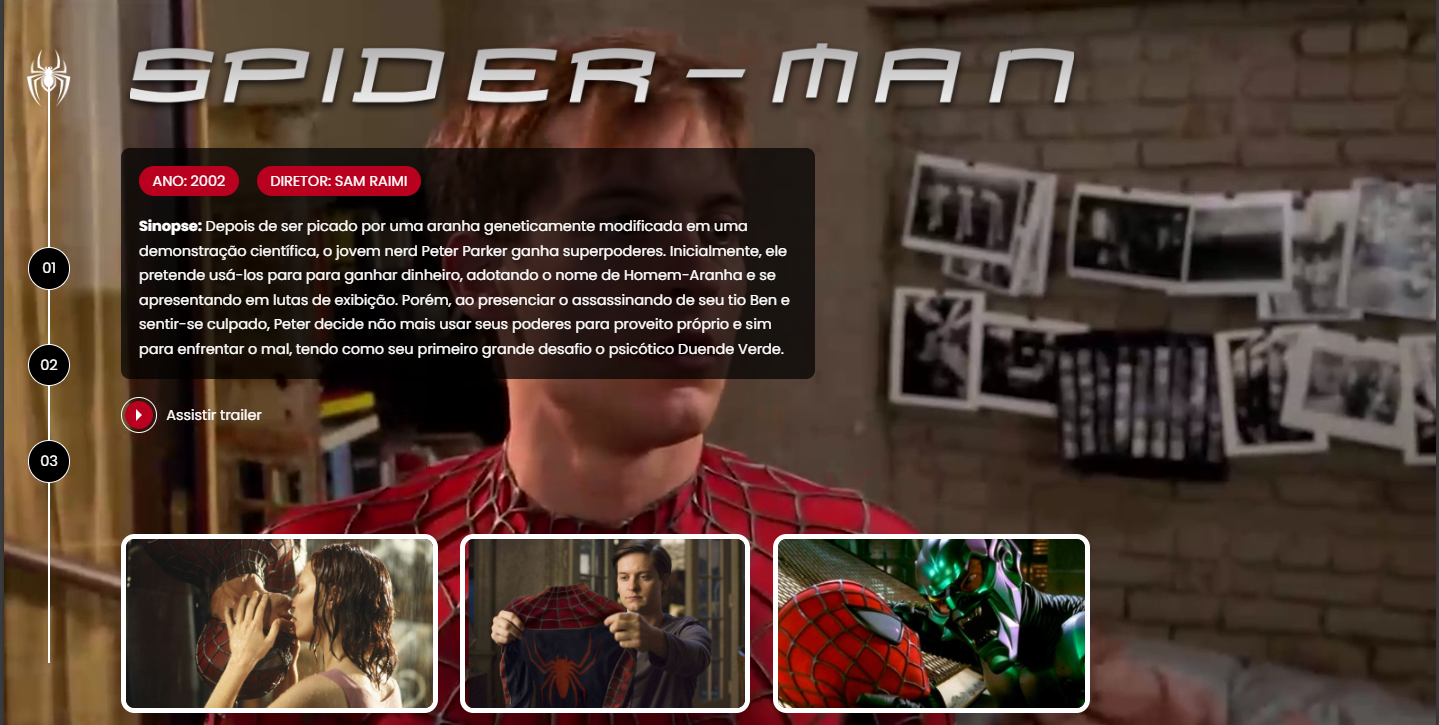 SPIDER-MAN
ANO: 2002
DIRETOR: SAM RAIMI
Sinopse: Depois de ser picado por uma aranha geneticamente modificada em uma
demonstração científica, o jovem nerd Peter Parker ganha superpoderes. Inicialmente, ele
pretende usá-los para para ganhar dinheiro, adotando o nome de Homem-Aranha e se
apresentando em lutas de exibição. Porém, ao presenciar o assassinando de seu tio Ben e
sentir-se culpado, Peter decide não mais usar seus poderes para proveito próprio e sim
para enfrentar o mal, tendo como seu primeiro grande desafio o psicótico Duende Verde.
01
02
03
Assistir trailer